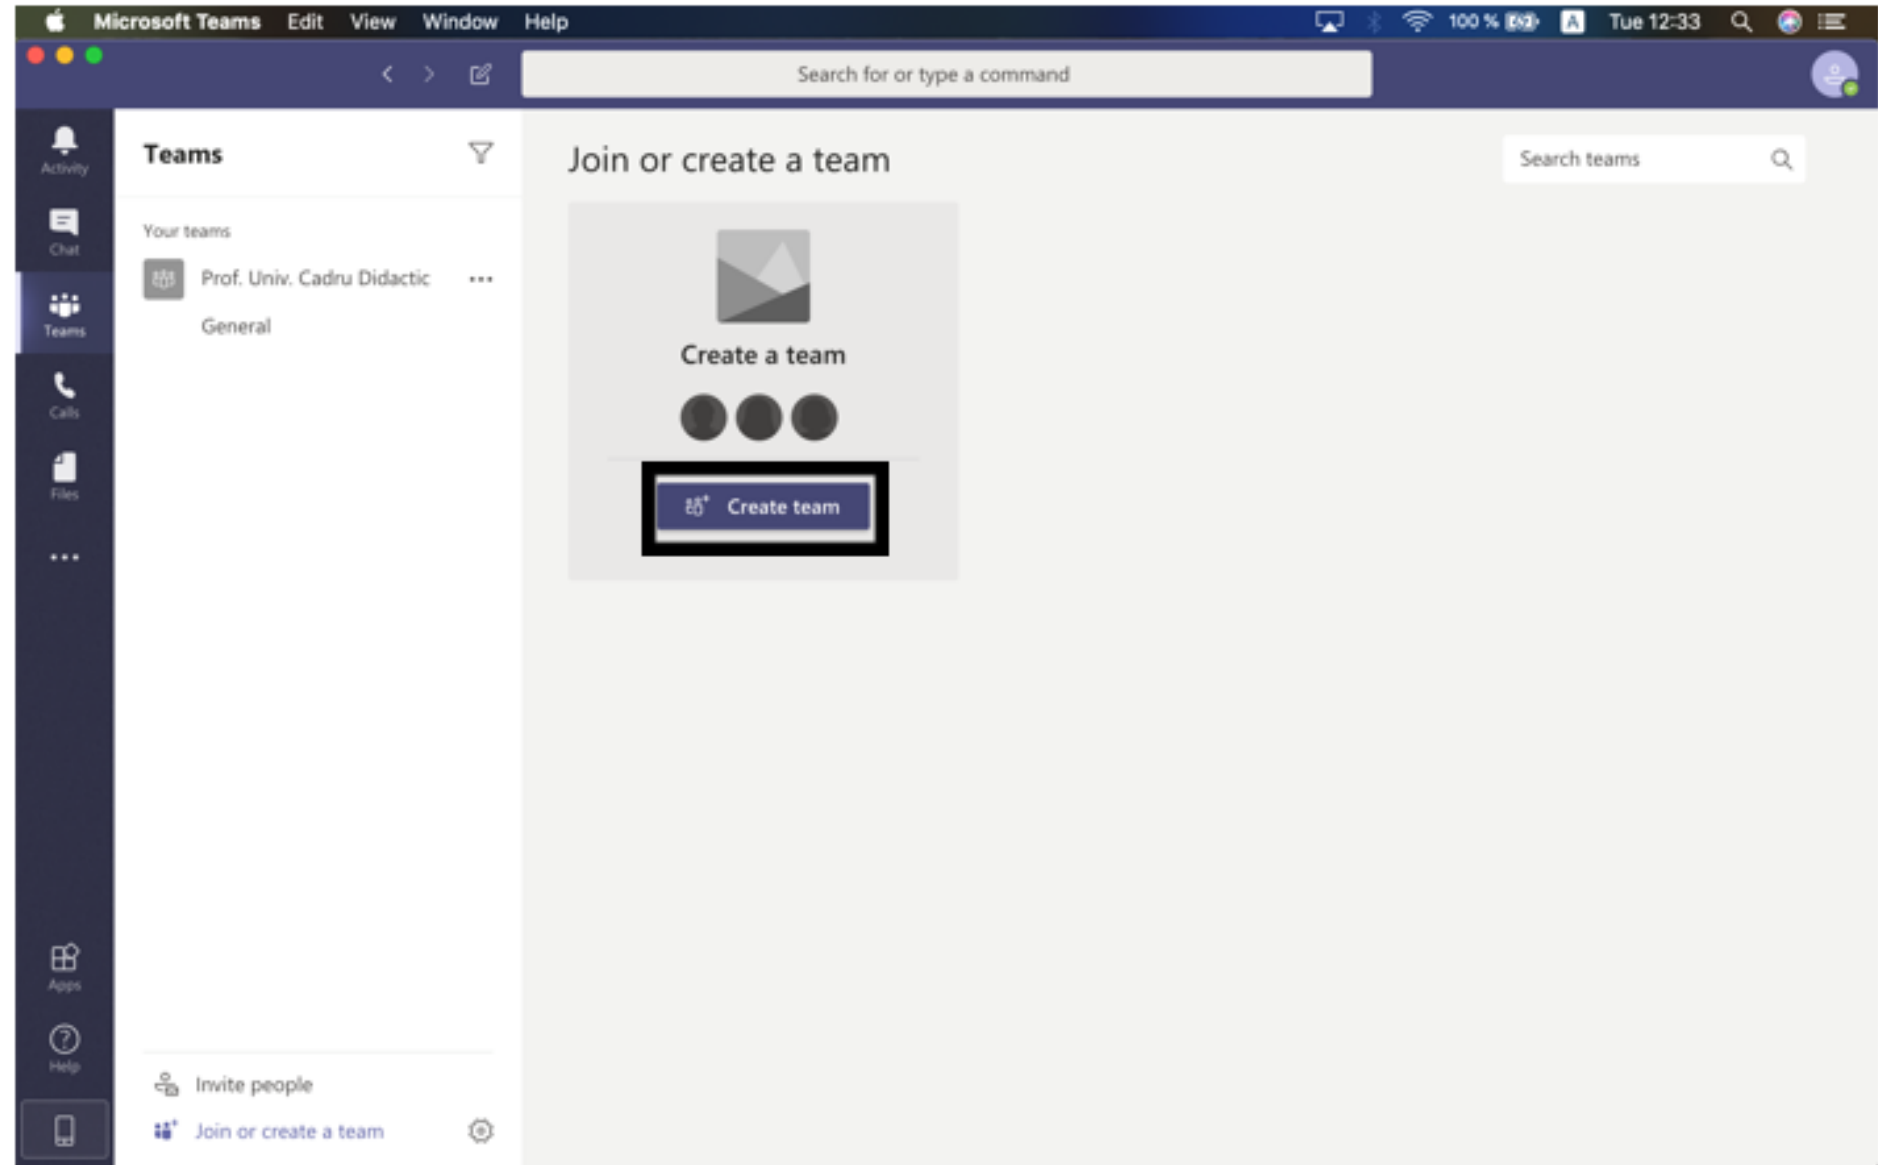 Microsoft Teams Edit View Window Help 100 % A Tue 12:33
Search for or type a command
Activity
Chat
Teams
Calls
Files
Apps
Help
Teams
Your teams
Prof. Univ. Cadru Didactic
General
Invite people
Join or create a team
Join or create a team
Search teams
Create a team
Create team